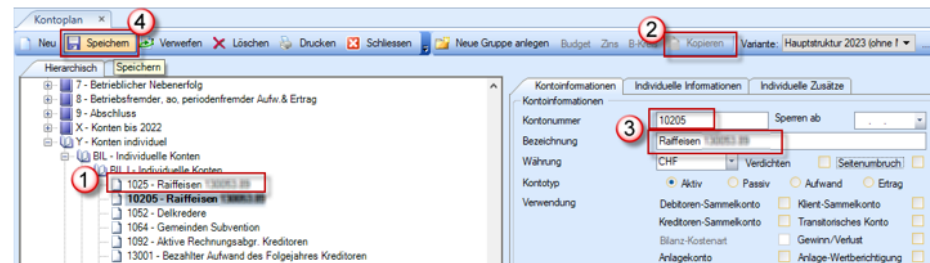 Kontoplan ×
4
2
Neu Speichern Verwerfen Löschen Drucken Schliessen Neue Gruppe anlegen Budget Zins Kopieren Variante: Hauptstruktur 2023 (ohne
Hierarchisch Speichern
7 - Betrieblicher Nebenerfolg
8 - Betriebsfremder, ao, periodenfremder Aufw.& Ertrag
9 - Abschluss
X - Konten bis 2022
Y - Konten individuel
BIL - Individuelle Konten
BIL I - Individuelle Konten
1
1025 - Raiffeisen
10205 - Raiffeisen
1052 - Delkredere
1064 - Gemeinden Subvention
1092 - Aktive Rechnungsabgr. Kreditoren
13001 - Bezahlter Aufwand des Folgejahres Kreditoren
Kontoinformationen Individuelle Informationen Individuelle Zusätze
Kontoinformationen
Kontonummer 10205 Sperren ab . .
3
Bezeichnung Raiffeisen
Währung CHF Verdichten Seitenumbruch
Kontotyp Aktiv Passiv Aufwand Ertrag
Verwendung Debitoren-Sammelkonto Klient-Sammelkonto
Kreditoren-Sammelkonto Transitorisches Konto
Bilanz-Kostenart Gewinn/Verlust
Anlagekonto Anlage-Wertberichtigung